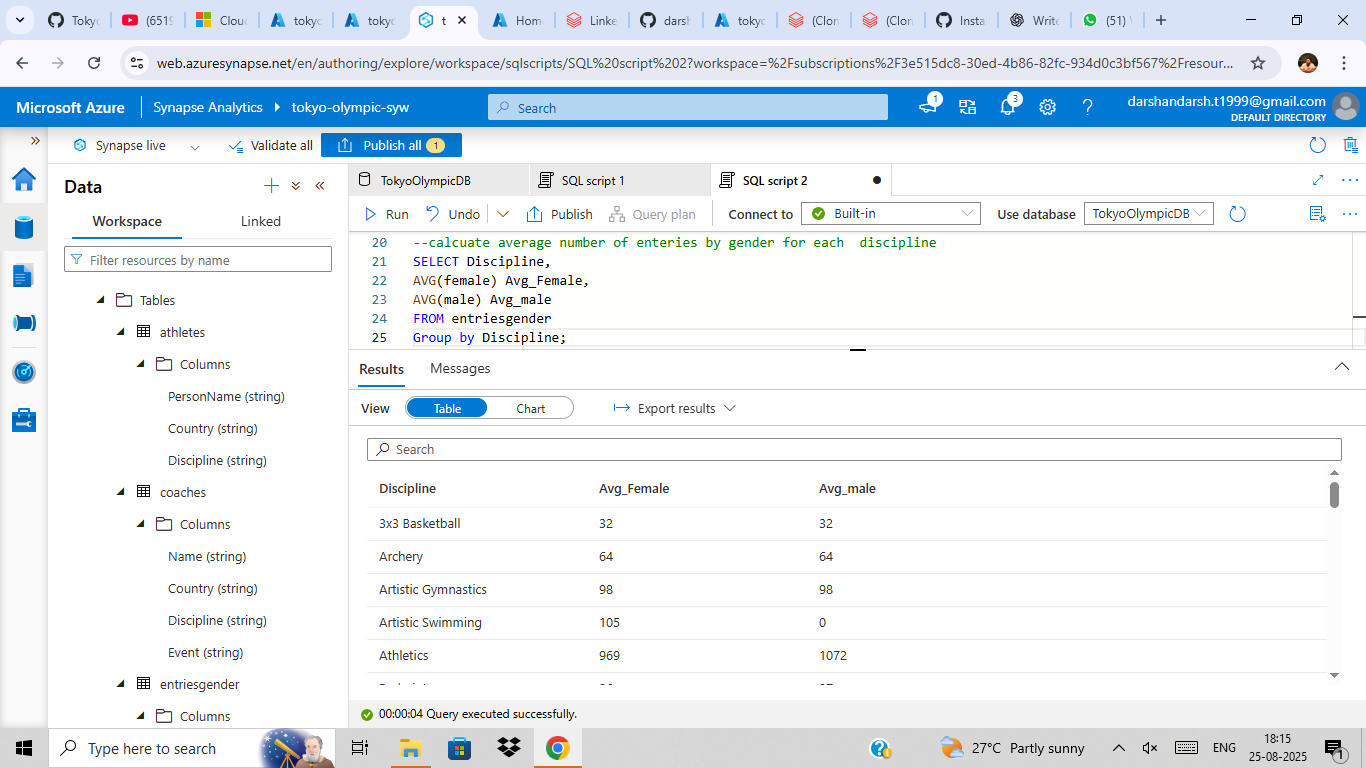 Tokyo
(6519
Cloud
tokyo
tokyo
t
Home
Linke
darsh
tokyo
(Clon
(Clon
Instal
Write
(51)
web.azuresynapse.net/en/authoring/explore/workspace/sqlscripts/SQL%20script%202?workspace=%2Fsubscriptions%2F3e515dc8-30ed-4b86-82fc-934d0c3bf567%2Fresour...
Microsoft Azure
Synapse Analytics
tokyo-olympic-syw
Search
1
3
darshandarsh.t1999@gmail.com
DEFAULT DIRECTORY
Synapse live
Validate all
Publish all 1
Data
Workspace
Linked
Filter resources by name
Tables
athletes
Columns
PersonName (string)
Country (string)
Discipline (string)
coaches
Columns
Name (string)
Country (string)
Discipline (string)
Event (string)
entriesgender
Columns
TokyoOlympicDB
SQL script 1
SQL script 2
Run
Undo
Publish
Query plan
Connect to
Built-in
Use database
TokyoOlympicDB
20 --calcuate average number of enteries by gender for each  discipline
21 SELECT Discipline,
22 AVG(female) Avg_Female,
23 AVG(male) Avg_male
24 FROM entriesgender
25 Group by Discipline;
Results
Messages
View
Table
Chart
Export results
Search
Discipline Avg_Female Avg_male
3x3 Basketball 32 32
Archery 64 64
Artistic Gymnastics 98 98
Artistic Swimming 105 0
Athletics 969 1072
00:00:04 Query executed successfully.
Type here to search
27°C Partly sunny
ENG
18:15
25-08-2025
1